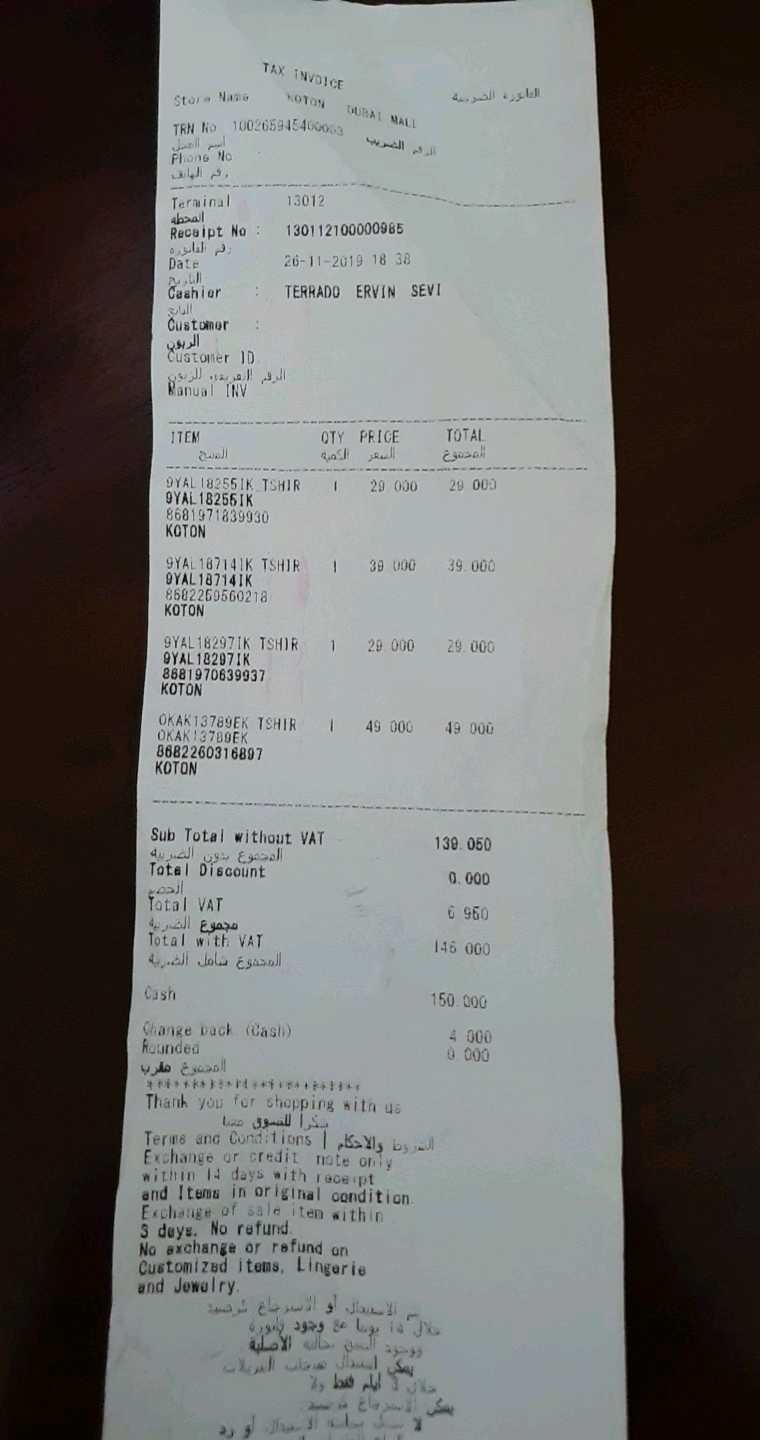 TAX INVOICE الفاتورة الضريبية
Store Name KOTON DUBAI MALL
TRN No 100265945400003 الرقم الضريبي
اسم العميل
Phone No
رقم الهاتف
Terminal 13012
المحطة
Receipt No : 130112100000985
رقم الفاتورة
Date 26-11-2019 18 38
التاريخ
Cashier : TERRADO ERVIN SEVI
البائع
Customer :
الزبون
Customer ID
الرقم التعريفي للزبون
Manual INV
ITEM QTY PRICE TOTAL
المنتج الكمية السعر المجموع
9YAL18255IK TSHIR 1 29.000 29.000
9YAL18255IK
8681971839930
KOTON
9YAL18714IK TSHIR 1 39.000 39.000
9YAL18714IK
8682259560218
KOTON
9YAL18297IK TSHIR 1 29.000 29.000
9YAL18297IK
8681970639937
KOTON
OKAK13789EK TSHIR 1 49.000 49.000
OKAK13789EK
8682260316897
KOTON
Sub Total without VAT 139.050
المجموع بدون الضريبة
Total Discount 0.000
الخصم
Total VAT 6.950
مجموع الضريبة
Total with VAT 146.000
المجموع شامل الضريبة
Cash 150.000
Change back (Cash) 4.000
Rounded 0.000
المجموع مقرب
Thank you for shopping with us
شكرا للتسوق معنا
Terms and Conditions | الشروط والاحكام
Exchange or credit note only
within 14 days with receipt
and Items in original condition.
Exchange of sale item within
3 days. No refund.
No exchange or refund on
Customized items, Lingerie
and Jewelry.
يتم الاستبدال أو الاسترجاع كرصيد
خلال ١٤ يوما مع وجود فاتورة
ووجود المنتج بحالته الأصلية
يمكن استبدال منتجات التنزيلات
خلال 3 أيام فقط ولا
يمكن الاسترجاع كرصيد
لا الاستبدال أو رد